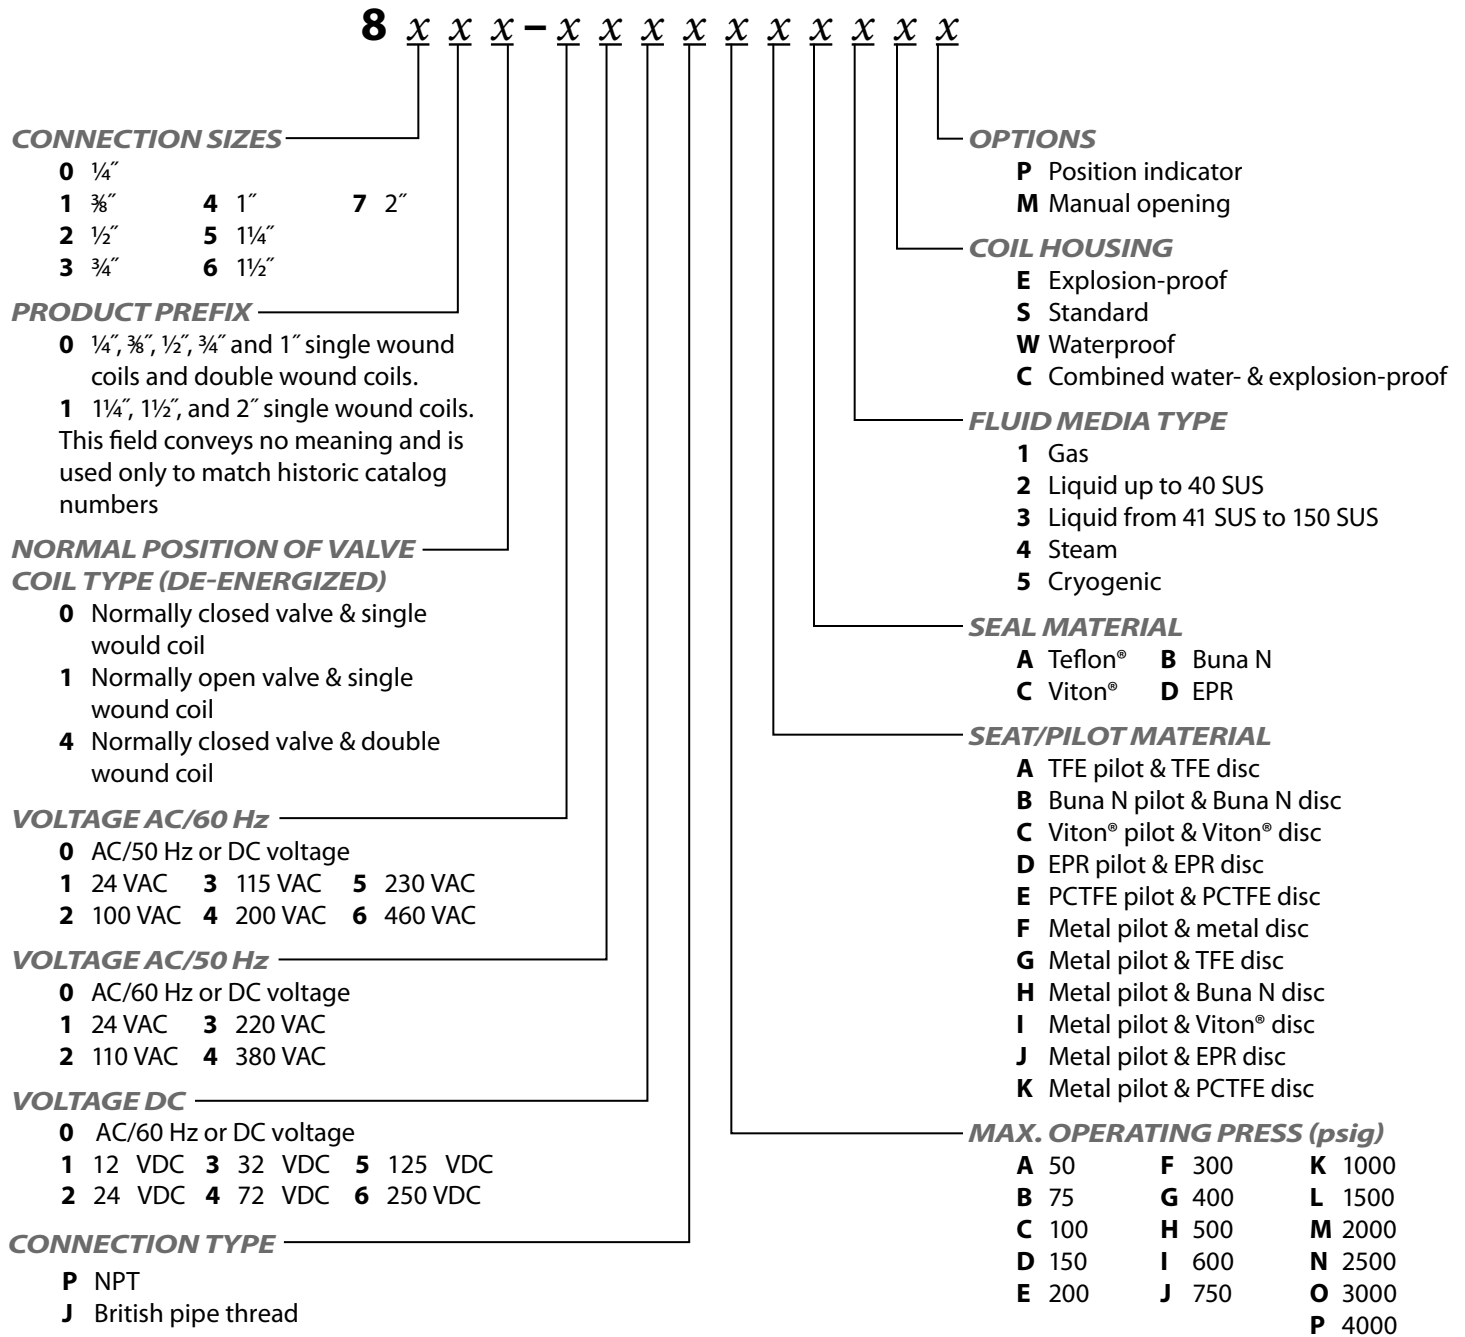 8 x x x – x x x x x x x x x x
CONNECTION SIZES
0 ¼″
1 ⅜″ 4 1″ 7 2″
2 ½″ 5 1¼″
3 ¾″ 6 1½″
PRODUCT PREFIX
0 ¼″, ⅜″, ½″, ¾″ and 1″ single wound
coils and double wound coils.
1 1¼″, 1½″, and 2″ single wound coils.
This field conveys no meaning and is
used only to match historic catalog
numbers
NORMAL POSITION OF VALVE
COIL TYPE (DE-ENERGIZED)
0 Normally closed valve & single
would coil
1 Normally open valve & single
wound coil
4 Normally closed valve & double
wound coil
VOLTAGE AC/60 Hz
0 AC/50 Hz or DC voltage
1 24 VAC 3 115 VAC 5 230 VAC
2 100 VAC 4 200 VAC 6 460 VAC
VOLTAGE AC/50 Hz
0 AC/60 Hz or DC voltage
1 24 VAC 3 220 VAC
2 110 VAC 4 380 VAC
VOLTAGE DC
0 AC/60 Hz or DC voltage
1 12 VDC 3 32 VDC 5 125 VDC
2 24 VDC 4 72 VDC 6 250 VDC
CONNECTION TYPE
P NPT
J British pipe thread
OPTIONS
P Position indicator
M Manual opening
COIL HOUSING
E Explosion-proof
S Standard
W Waterproof
C Combined water- & explosion-proof
FLUID MEDIA TYPE
1 Gas
2 Liquid up to 40 SUS
3 Liquid from 41 SUS to 150 SUS
4 Steam
5 Cryogenic
SEAL MATERIAL
A Teflon® B Buna N
C Viton® D EPR
SEAT/PILOT MATERIAL
A TFE pilot & TFE disc
B Buna N pilot & Buna N disc
C Viton® pilot & Viton® disc
D EPR pilot & EPR disc
E PCTFE pilot & PCTFE disc
F Metal pilot & metal disc
G Metal pilot & TFE disc
H Metal pilot & Buna N disc
I Metal pilot & Viton® disc
J Metal pilot & EPR disc
K Metal pilot & PCTFE disc
MAX. OPERATING PRESS (psig)
A 50 F 300 K 1000
B 75 G 400 L 1500
C 100 H 500 M 2000
D 150 I 600 N 2500
E 200 J 750 O 3000
P 4000